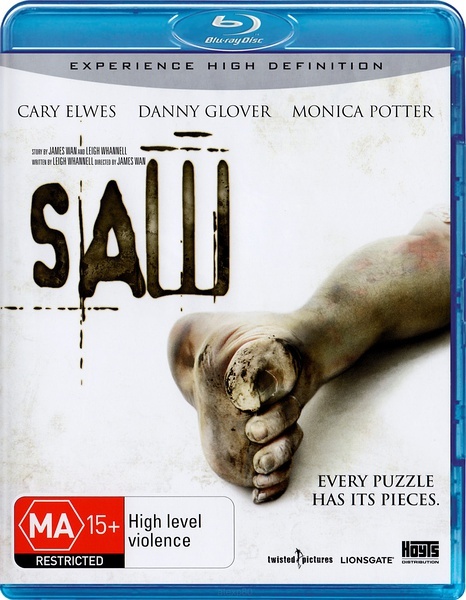 Blu-ray Disc
EXPERIENCE HIGH DEFINITION
CARY ELWES DANNY GLOVER MONICA POTTER
STORY BY JAMES WAN AND LEIGH WHANNELL
WRITTEN BY LEIGH WHANNELL DIRECTED BY JAMES WAN
SAW
EVERY PUZZLE
HAS ITS PIECES.
MA 15+
High level
violence
RESTRICTED
twisted pictures LIONSGATE HOYTS
DISTRIBUTION